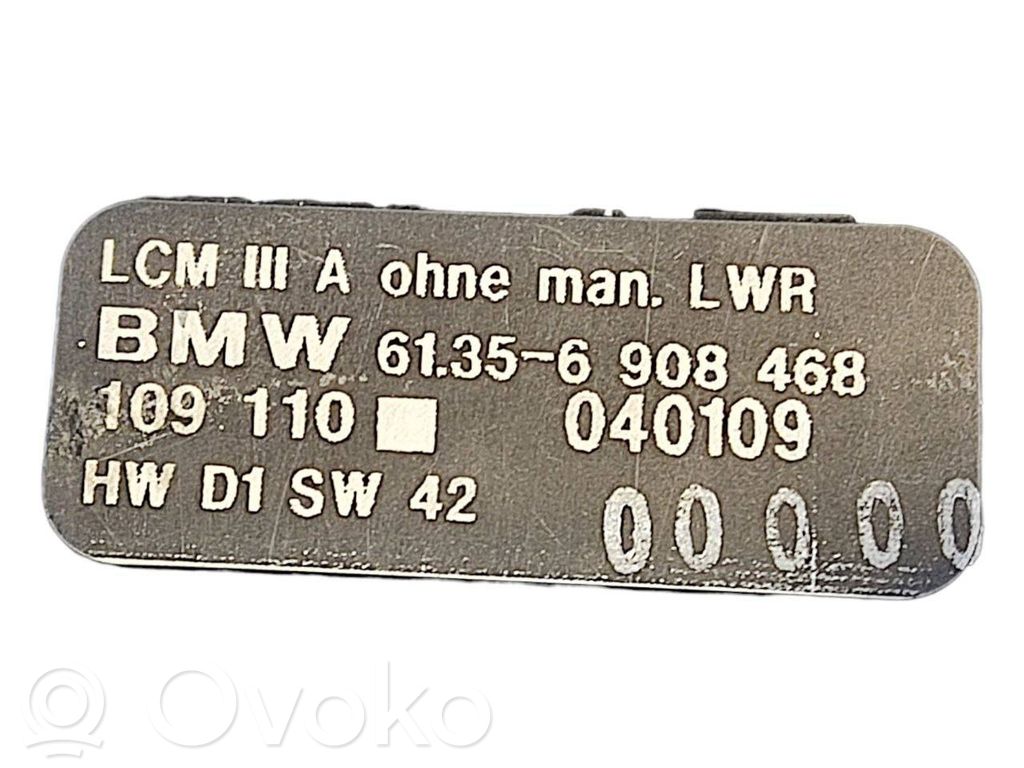 LCM III A ohne man. LWR
BMW 61.35-6 908 468
109 110 040109
HW D1 SW 42
00000
Ovoko